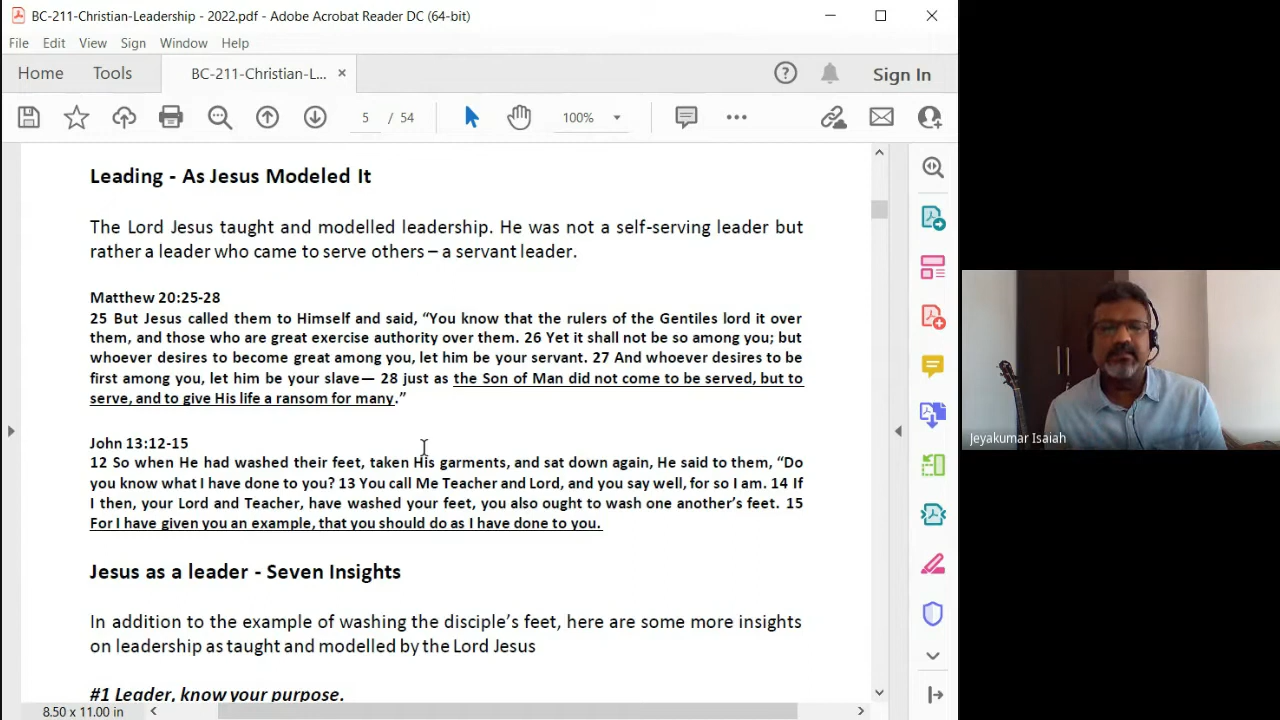 BC-211-Christian-Leadership - 2022.pdf - Adobe Acrobat Reader DC (64-bit)
File Edit View Sign Window Help
Home Tools BC-211-Christian-L... Sign In
5 / 54 100%
Leading - As Jesus Modeled It
The Lord Jesus taught and modelled leadership. He was not a self-serving leader but
rather a leader who came to serve others – a servant leader.
Matthew 20:25-28
25 But Jesus called them to Himself and said, “You know that the rulers of the Gentiles lord it over
them, and those who are great exercise authority over them. 26 Yet it shall not be so among you; but
whoever desires to become great among you, let him be your servant. 27 And whoever desires to be
first among you, let him be your slave— 28 just as the Son of Man did not come to be served, but to
serve, and to give His life a ransom for many.”
John 13:12-15
12 So when He had washed their feet, taken His garments, and sat down again, He said to them, “Do
you know what I have done to you? 13 You call Me Teacher and Lord, and you say well, for so I am. 14 If
I then, your Lord and Teacher, have washed your feet, you also ought to wash one another’s feet. 15
For I have given you an example, that you should do as I have done to you.
Jesus as a leader - Seven Insights
In addition to the example of washing the disciple’s feet, here are some more insights
on leadership as taught and modelled by the Lord Jesus
#1 Leader, know your purpose.
8.50 x 11.00 in
Jeyakumar Isaiah